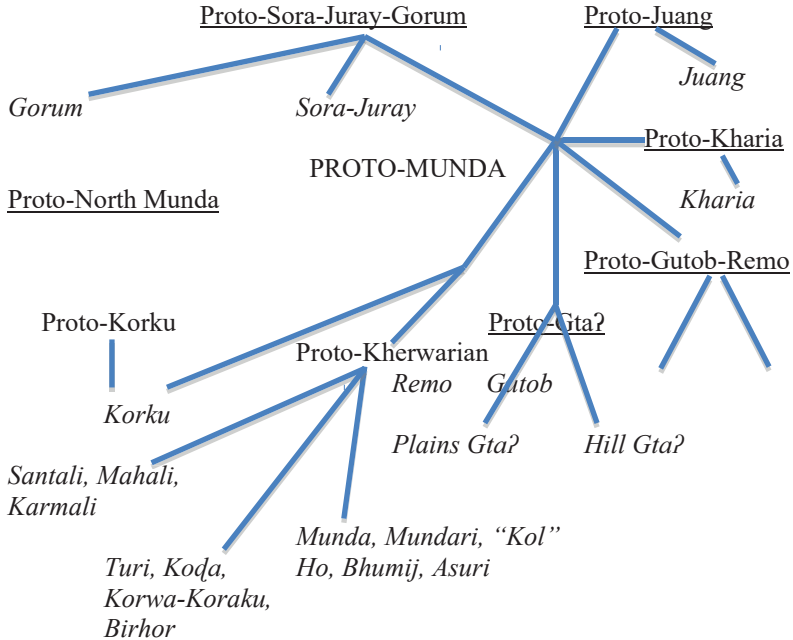 Proto-Sora-Juray-Gorum
Proto-Juang
Juang
Gorum
Sora-Juray
Proto-Kharia
PROTO-MUNDA
Kharia
Proto-North Munda
Proto-Gutob-Remo
Proto-Korku
Proto-Gtaʔ
Proto-Kherwarian
Remo
Gutob
Korku
Plains Gtaʔ
Hill Gtaʔ
Santali, Mahali,
Karmali
Munda, Mundari, “Kol”
Ho, Bhumij, Asuri
Turi, Koɖa,
Korwa-Koraku,
Birhor